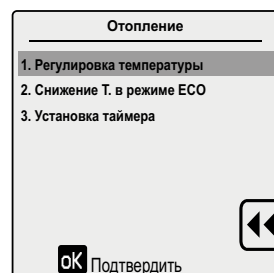 Отопление
1. Регулировка температуры
2. Снижение Т. в режиме ECO
3. Установка таймера
oK Подтвердить